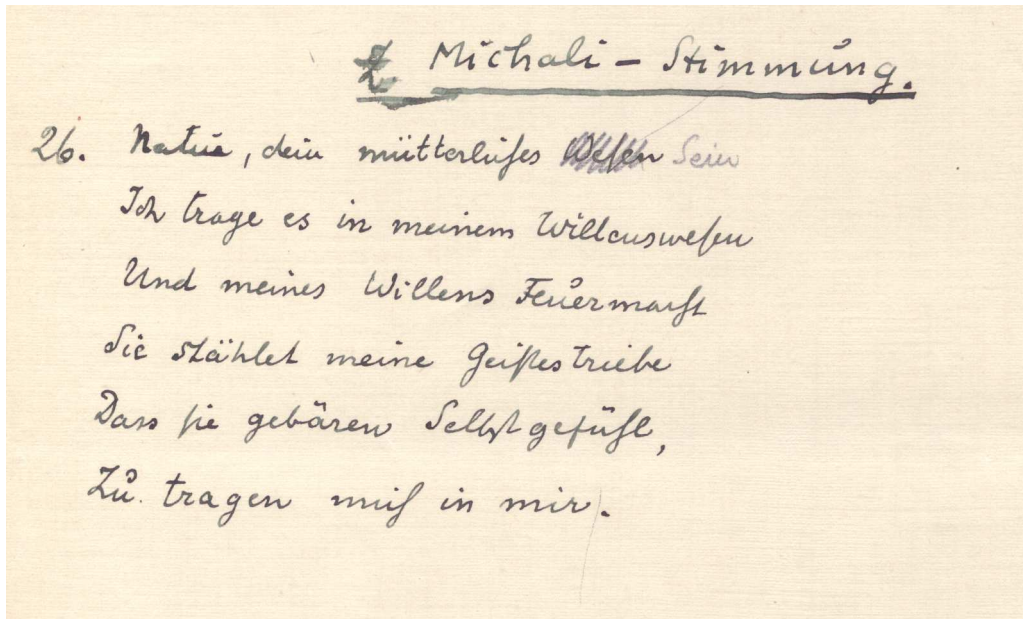 Z Michali – Stimmung.
26. Natur, dein mütterliches Wesen Sein
Ich trage es in meinem Willenswesen
Und meines Willens Feuermacht
Sie stählet meine Geistestriebe
Dass sie gebären Selbstgefühl,
Zu tragen mich in mir.